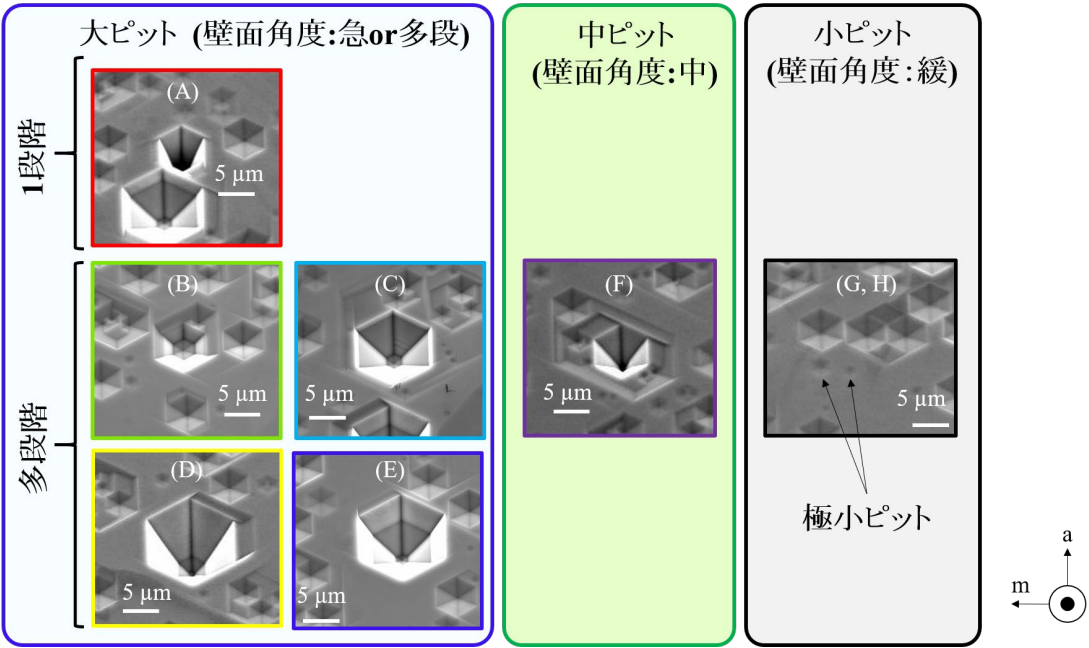 大ピット (壁面角度:急or多段)
中ピット
(壁面角度:中)
小ピット
(壁面角度：緩)
1段階
(A)
5 µm
多段階
(B)
5 µm
(C)
5 µm
(F)
5 µm
(G, H)
5 µm
(D)
5 µm
(E)
5 µm
極小ピット
a
m